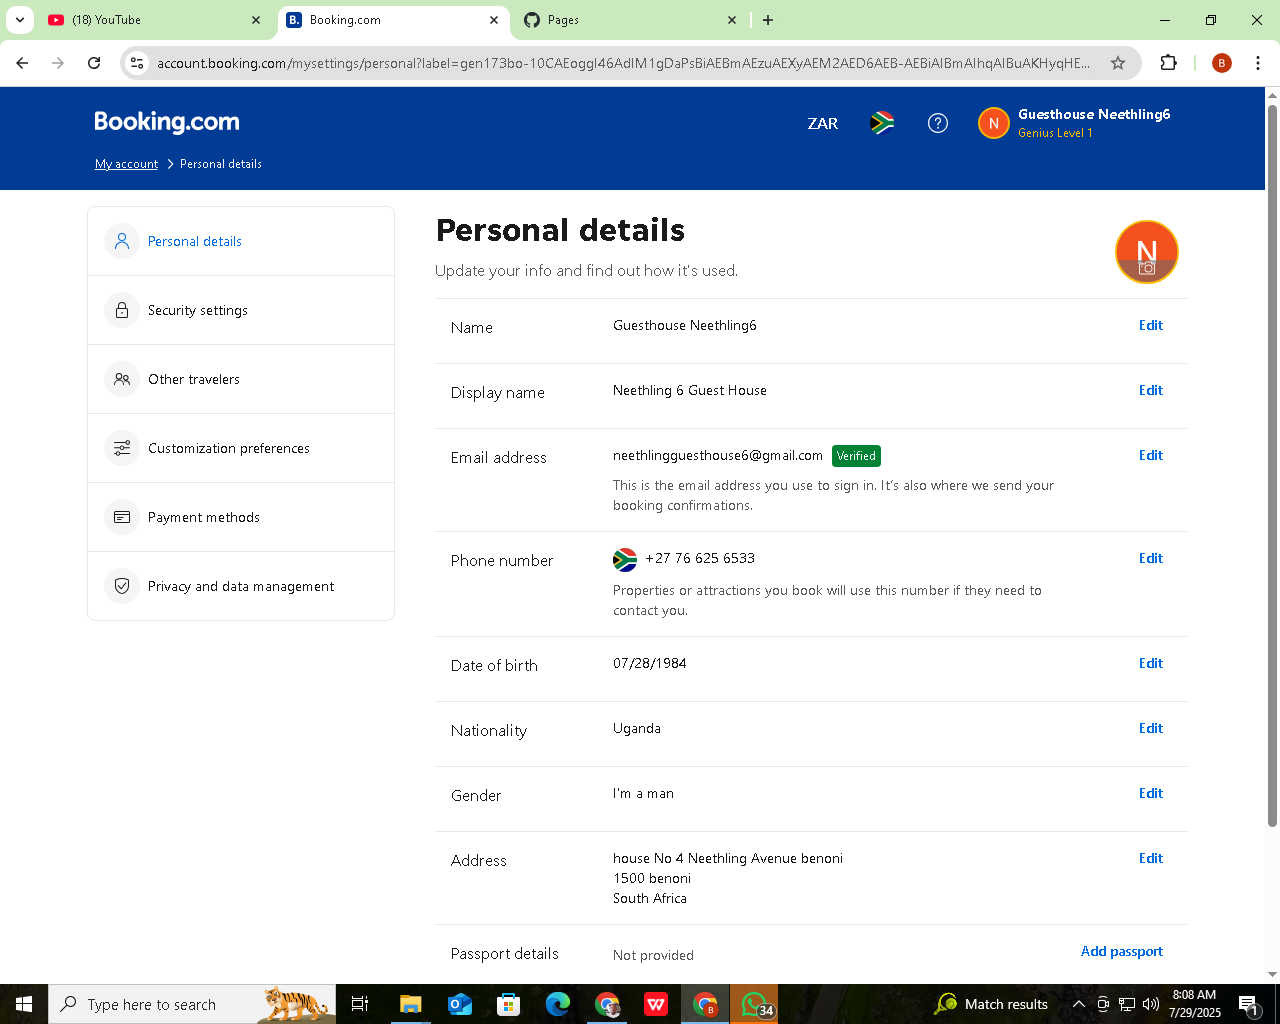 (18) YouTube
Booking.com
Pages
account.booking.com/mysettings/personal?label=gen173bo-10CAEoggI46AdIM1gDaPsBiAEBmAEzuAEXyAEM2AED6AEB-AEBiAIBmAIhqAIBuAKHyqHE...
B
Booking.com
ZAR
N
Guesthouse Neethling6
Genius Level 1
My account
Personal details
Personal details
Security settings
Other travelers
Customization preferences
Payment methods
Privacy and data management
Personal details
N
Update your info and find out how it's used.
Name Guesthouse Neethling6 Edit
Display name Neethling 6 Guest House Edit
Email address neethlingguesthouse6@gmail.com Verified Edit
This is the email address you use to sign in. It's also where we send your
booking confirmations.
Phone number +27 76 625 6533 Edit
Properties or attractions you book will use this number if they need to
contact you.
Date of birth 07/28/1984 Edit
Nationality Uganda Edit
Gender I'm a man Edit
Address house No 4 Neethling Avenue benoni Edit
1500 benoni
South Africa
Passport details Not provided Add passport
Type here to search
34
Match results
8:08 AM
7/29/2025
1